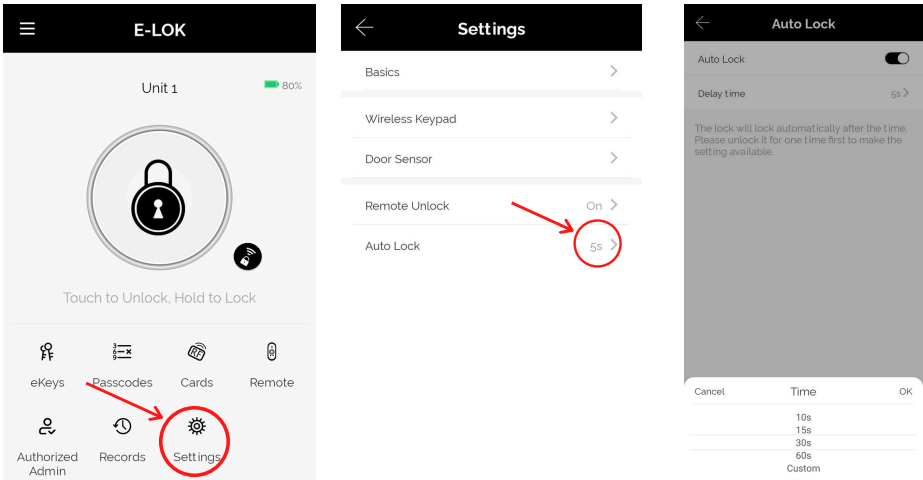 E-LOK
Unit 1
80%
Touch to Unlock, Hold to Lock
eKeys
Passcodes
Cards
Remote
Authorized
Admin
Records
Settings
Settings
Basics
Wireless Keypad
Door Sensor
Remote Unlock On
Auto Lock 5s
Auto Lock
Auto Lock
Delay time 5s
The lock will lock automatically after the time.
Please unlock it for one time first to make the
setting available.
Cancel Time OK
10s
15s
30s
60s
Custom